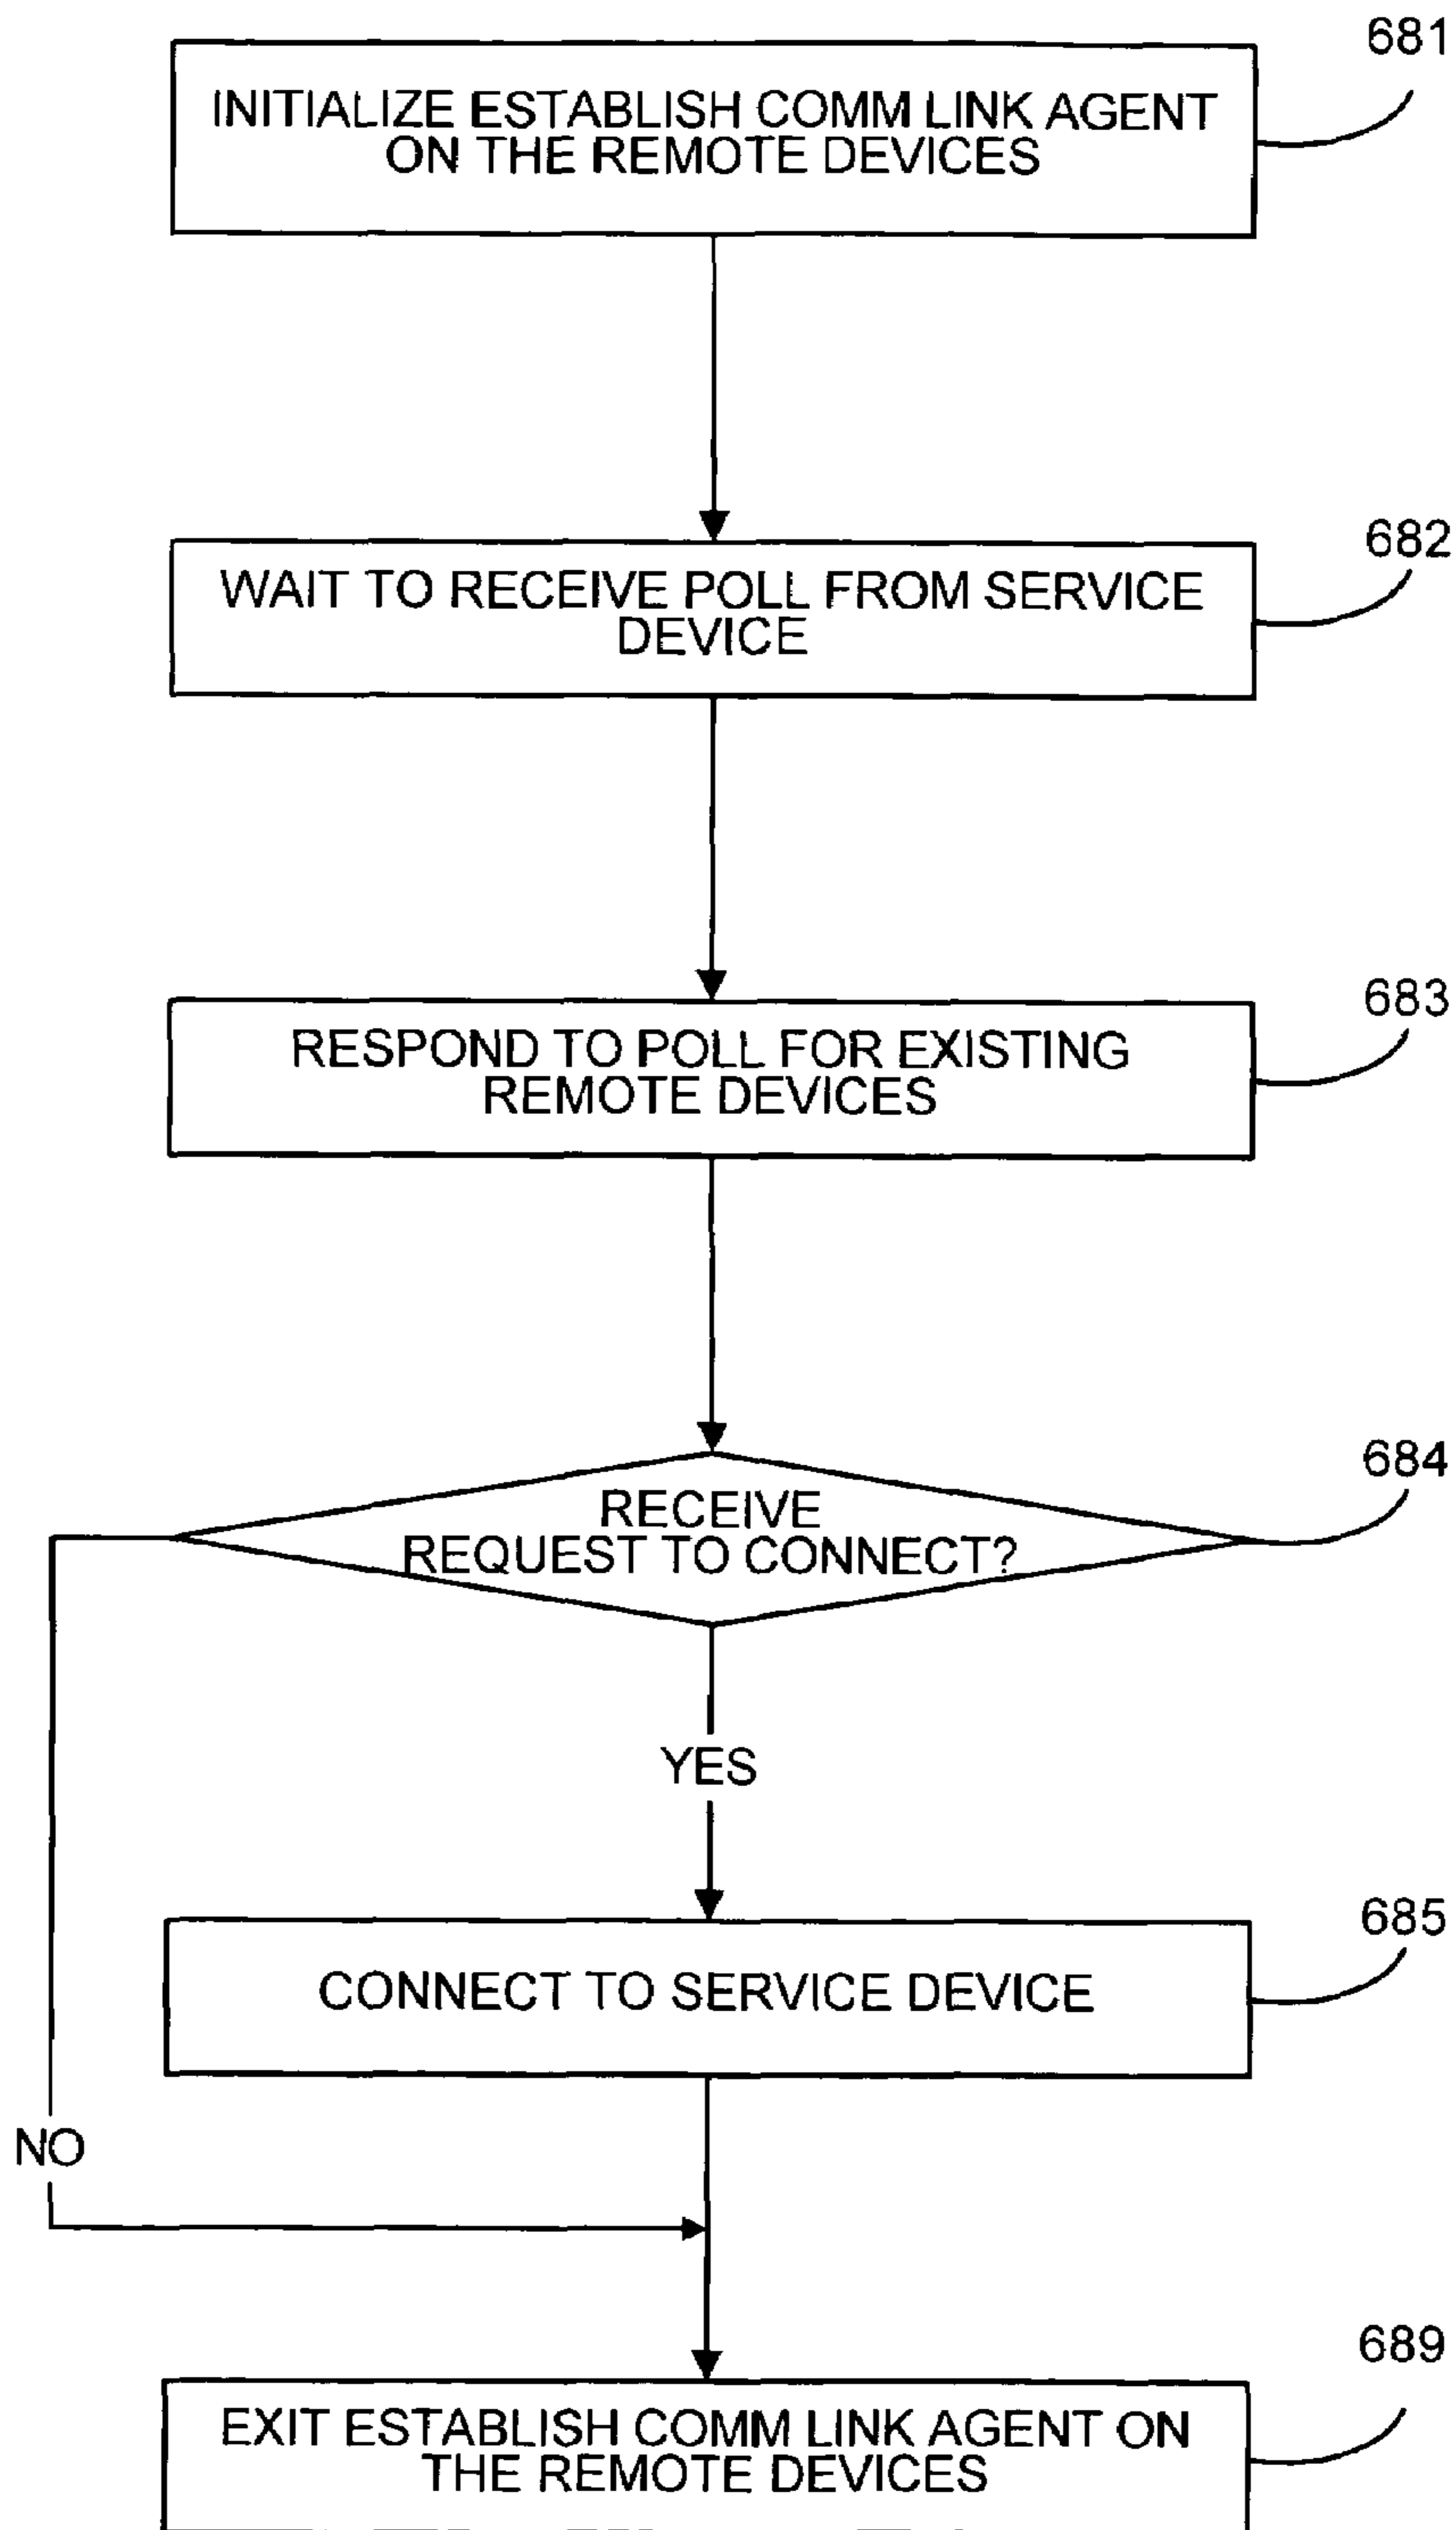 681
INITIALIZE ESTABLISH COMM LINK AGENT
ON THE REMOTE DEVICES
682
WAIT TO RECEIVE POLL FROM SERVICE
DEVICE
683
RESPOND TO POLL FOR EXISTING
REMOTE DEVICES
684
RECEIVE
REQUEST TO CONNECT?
YES
685
CONNECT TO SERVICE DEVICE
NO
689
EXIT ESTABLISH COMM LINK AGENT ON
THE REMOTE DEVICES